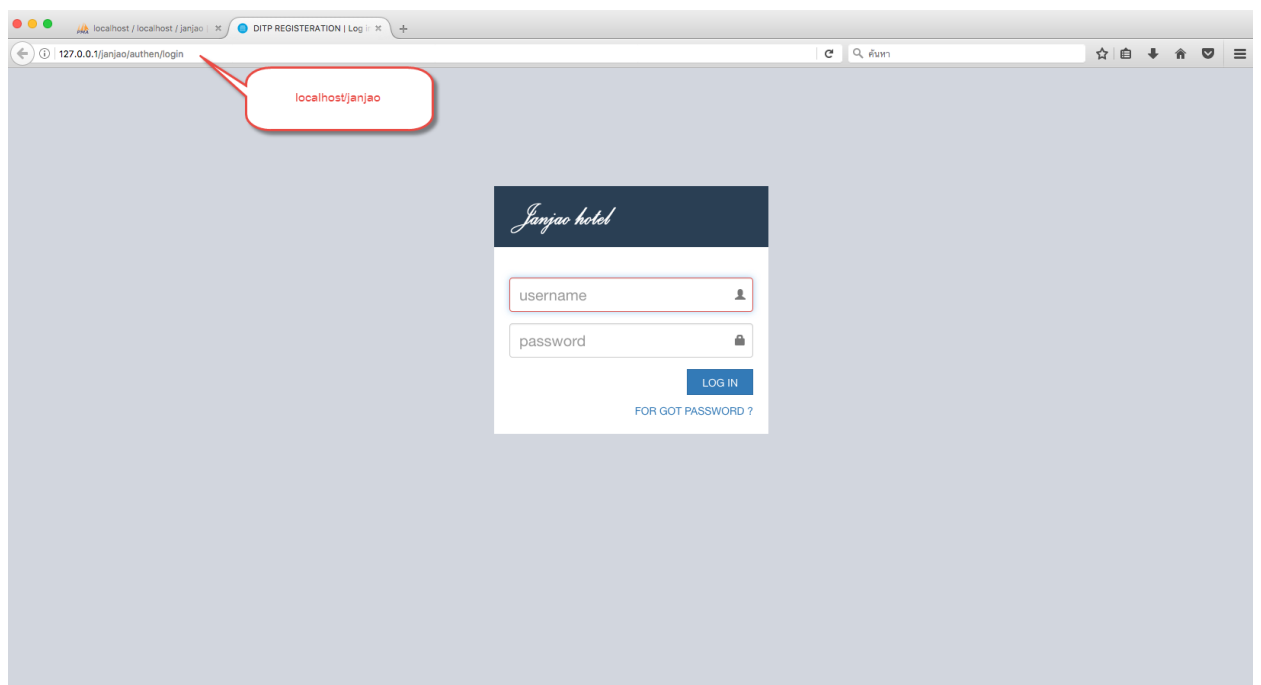 localhost / localhost / janjao
DITP REGISTERATION | Log in
127.0.0.1/janjao/authen/login
ค้นหา
localhost/janjao
Janjao hotel
username
password
LOG IN
FOR GOT PASSWORD ?